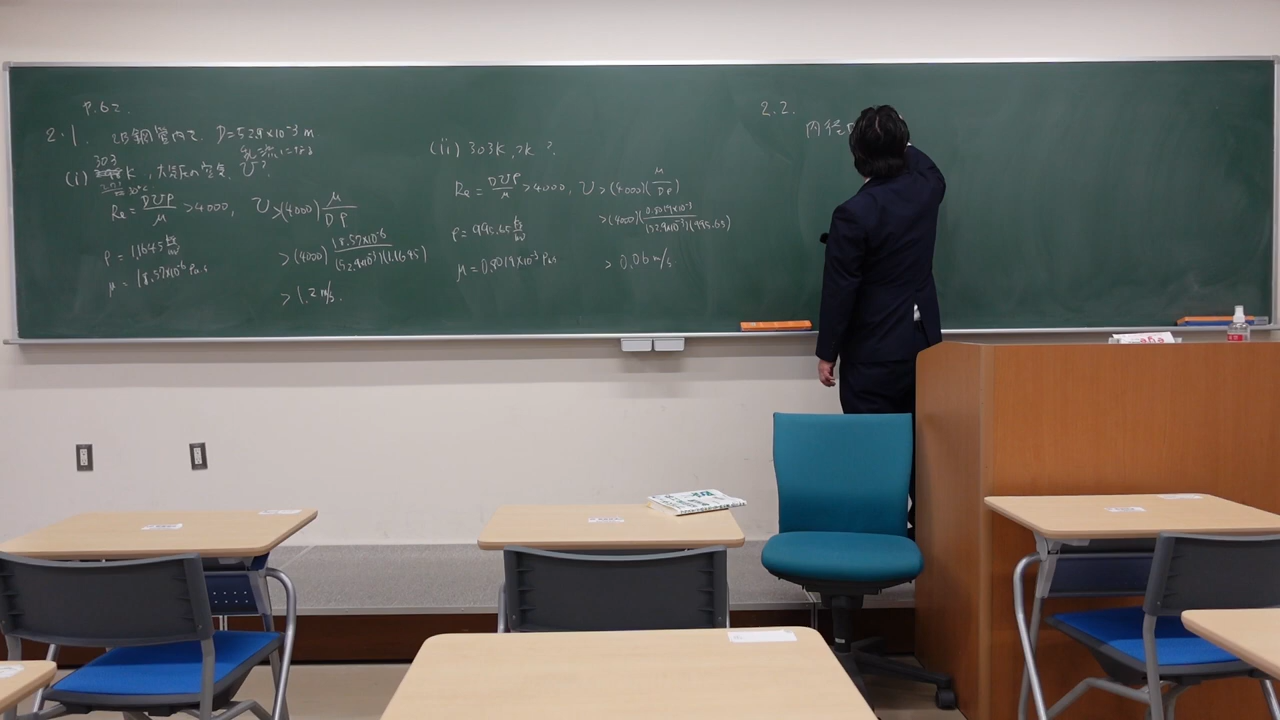 P.62
2.1. 2B鋼管内で、D=52.9×10⁻³ m
乱流になる
303
(i) K, 大気圧の空気、U?
Re = DUρ/μ > 4000, U > (4000) μ/Dρ
ρ = 1.1645 kg/m³
μ = 18.57×10⁻⁶ Pa·s
> (4000) 18.57×10⁻⁶/(52.9×10⁻³)(1.1645)
> 1.2 m/s.
(ii) 303K, 水?
Re = DUρ/μ > 4000, U > (4000)(μ/Dρ)
ρ = 995.65 kg/m³
μ = 0.8019×10⁻³ Pa·s
> (4000)(0.8019×10⁻³/(52.9×10⁻³)(995.65)
> 0.06 m/s
2.2.
内径